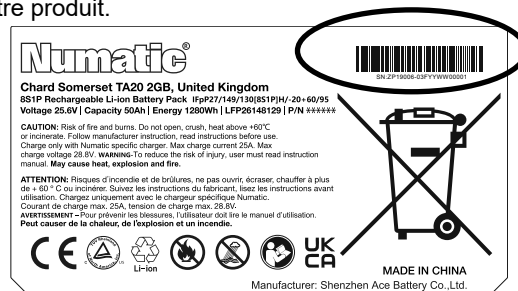 tre produit.
Numatic®
SN:ZP19006-03FYYWW00001
Chard Somerset TA20 2GB, United Kingdom
8S1P Rechargeable Li-ion Battery Pack IFpP27/149/130[8S1P]H/-20+60/95
Voltage 25.6V | Capacity 50Ah | Energy 1280Wh | LFP26148129 | P/N ******
CAUTION: Risk of fire and burns. Do not open, crush, heat above +60°C
or incinerate. Follow manufacturer instruction, read instructions before use.
Charge only with Numatic specific charger. Max charge current 25A. Max
charge voltage 28.8V. WARNING-To reduce the risk of injury, user must read instruction
manual. May cause heat, explosion and fire.
ATTENTION: Risques d'incendie et de brûlures, ne pas ouvrir, écraser, chauffer à plus
de + 60 º C ou incinérer. Suivez les instructions du fabricant, lisez les instructions avant
utilisation. Chargez uniquement avec le chargeur spécifique Numatic.
Courant de charge max. 25A, tension de charge max. 28.8V.
AVERTISSEMENT – Pour prévenir les blessures, l'utilisateur doit lire le manuel d'utilisation.
Peut causer de la chaleur, de l'explosion et un incendie.
CE
Li-ion
UK
CA
MADE IN CHINA
Manufacturer: Shenzhen Ace Battery Co.,Ltd.